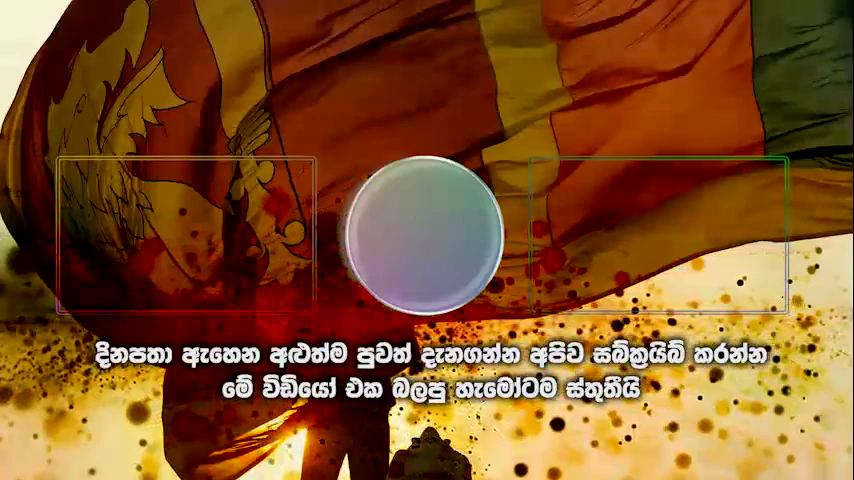 දිනපතා ඇහෙන අළුත්ම පුවත් දැනගන්න අපිව සබ්ක්‍රයිබ් කරන්න
මේ විඩියෝ එක බලපු හැමෝටම ස්තූතියි